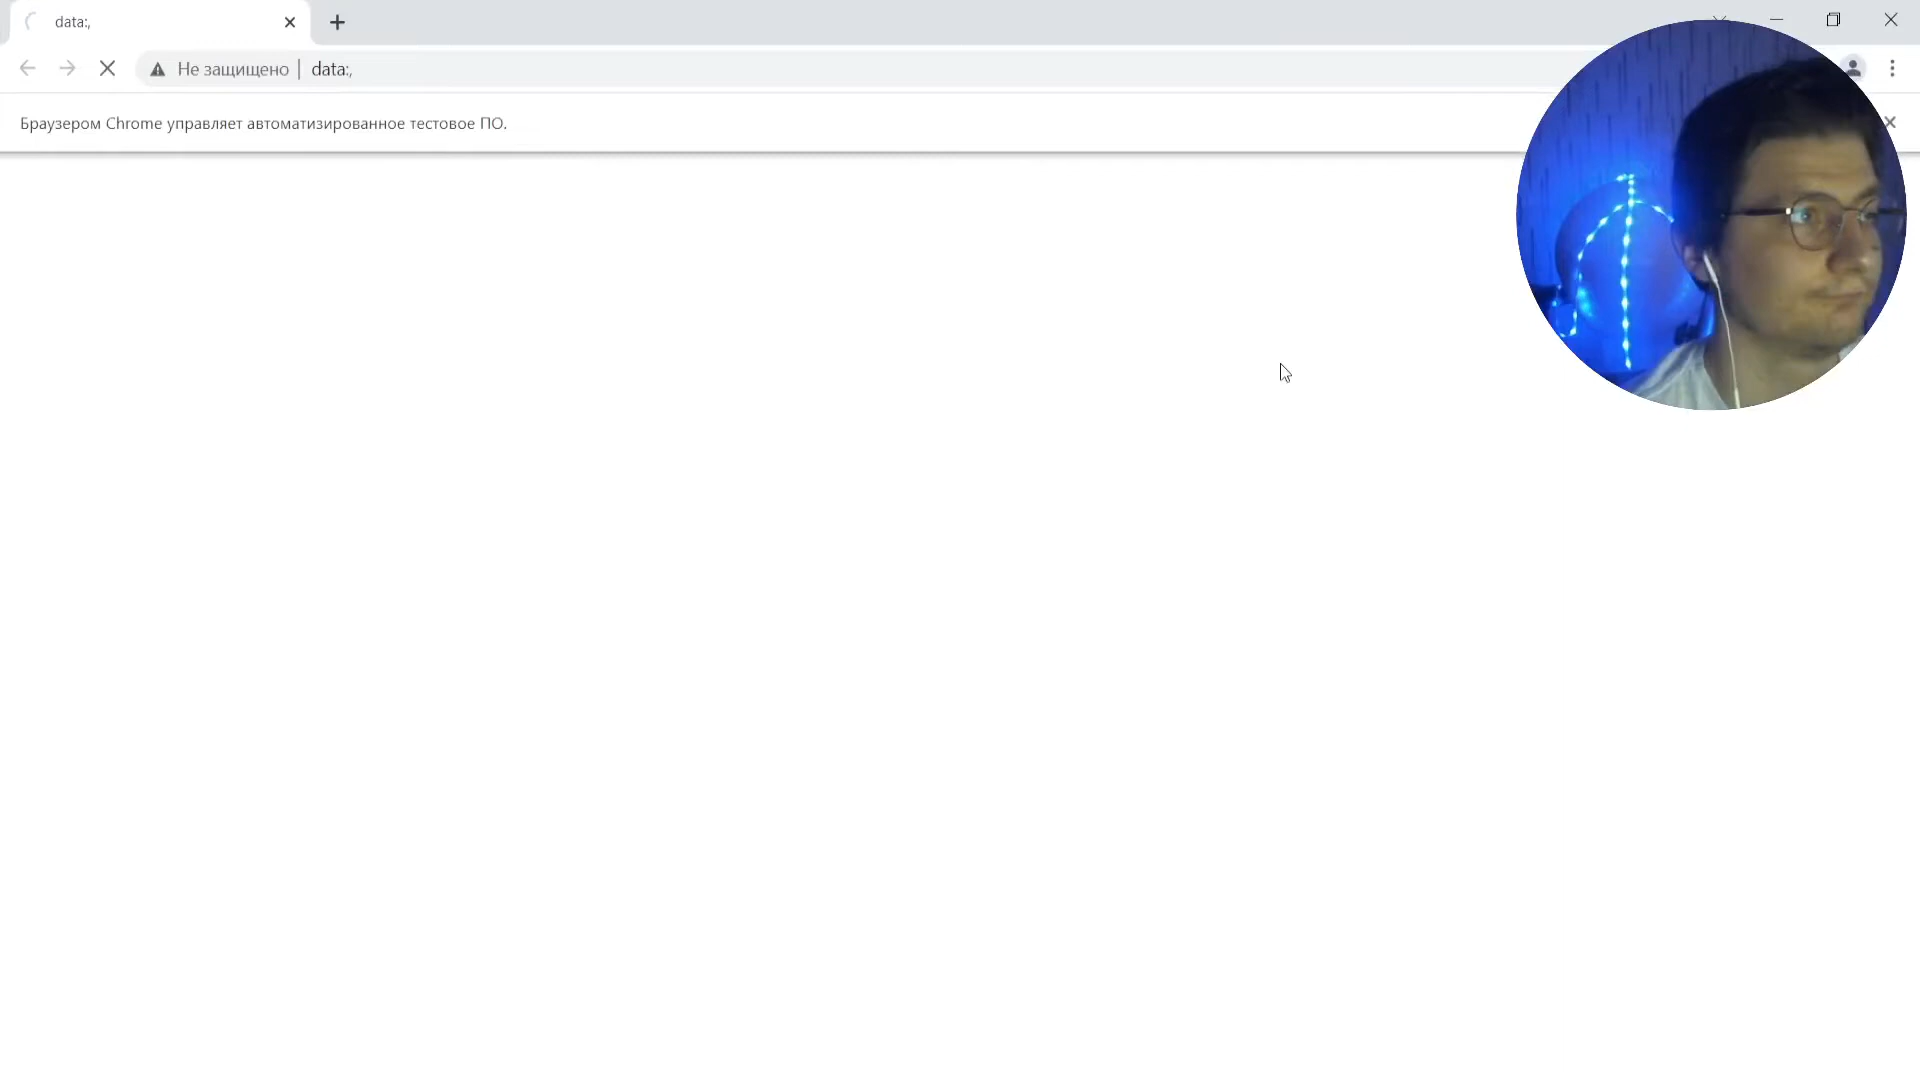 data:,
Не защищено | data:,
Браузером Chrome управляет автоматизированное тестовое ПО.